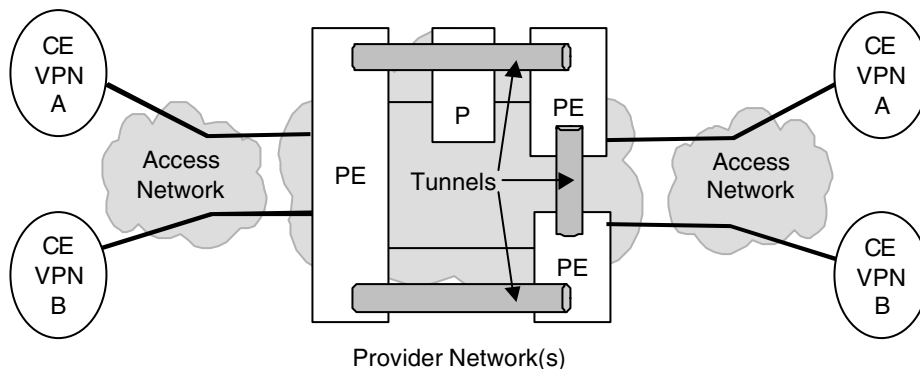 CE
VPN
A
Access
Network
CE
VPN
B
PE
P
PE
Tunnels
PE
Access
Network
CE
VPN
A
CE
VPN
B
Provider Network(s)